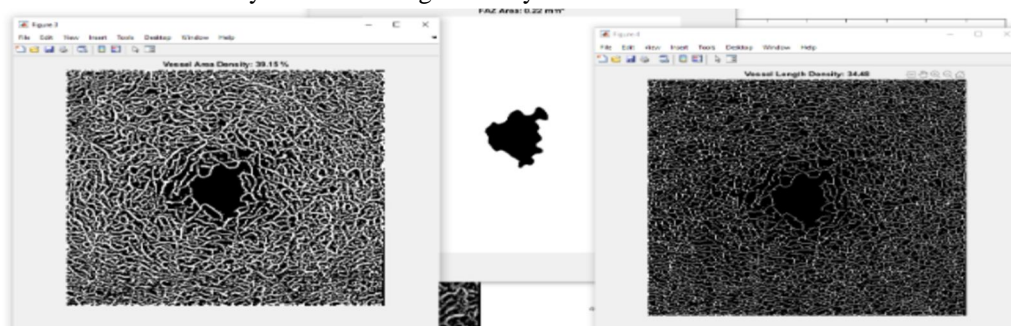 FAZ Area: 0.22 mm²
Figure 3
File Edit View Insert Tools Desktop Window Help
Vessel Area Density: 39.15 %
Figure 4
File Edit View Insert Tools Desktop Window Help
Vessel Length Density: 34.48